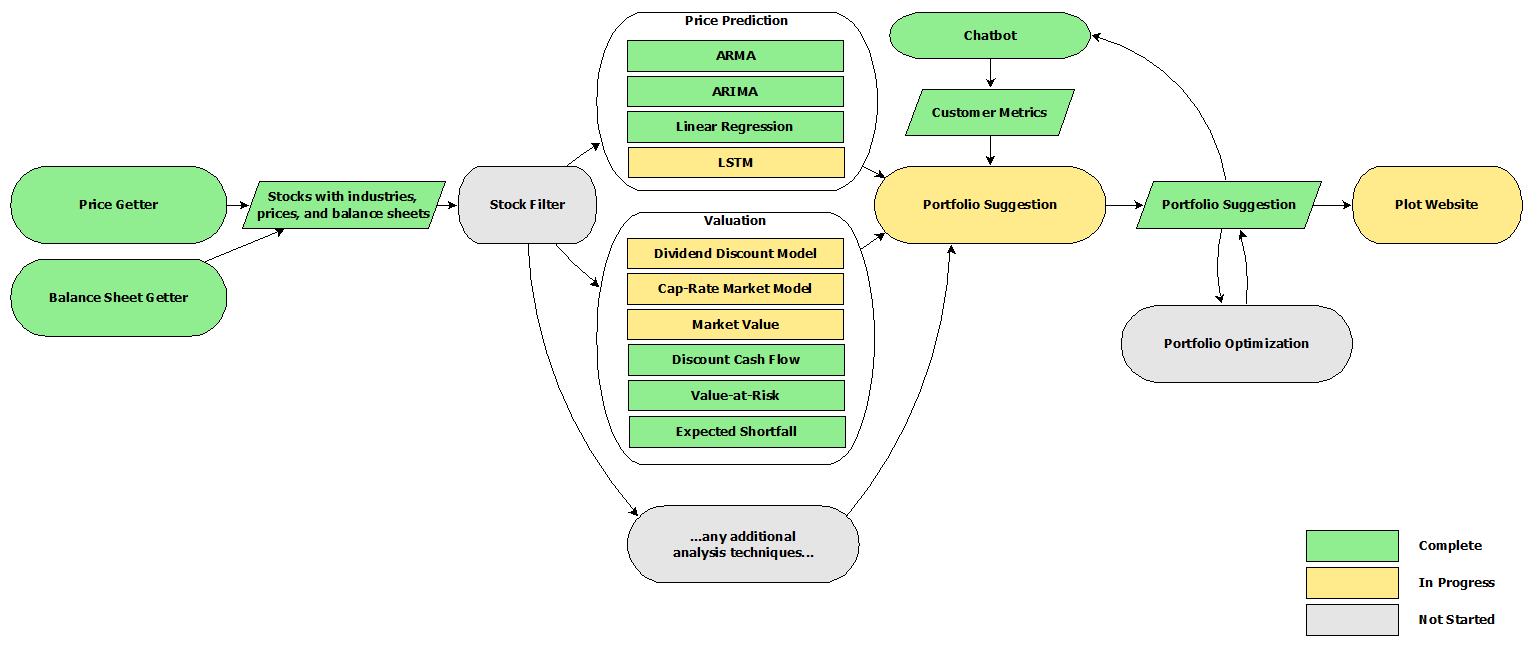 Price Prediction
ARMA
ARIMA
Linear Regression
LSTM
Chatbot
Customer Metrics
Price Getter
Stocks with industries,
prices, and balance sheets
Stock Filter
Portfolio Suggestion
Portfolio Suggestion
Plot Website
Balance Sheet Getter
Valuation
Dividend Discount Model
Cap-Rate Market Model
Market Value
Discount Cash Flow
Value-at-Risk
Expected Shortfall
Portfolio Optimization
...any additional
analysis techniques...
Complete
In Progress
Not Started